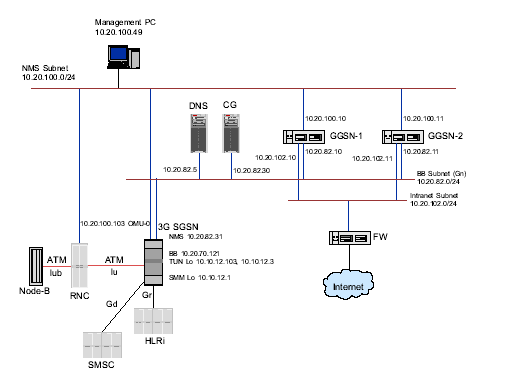 Management PC
10.20.100.49
NMS Subnet
10.20.100.0/24
DNS
CG
10.20.100.10
10.20.100.11
GGSN-1
GGSN-2
10.20.102.10
10.20.82.10
10.20.102.11
10.20.82.11
10.20.82.5
10.20.82.30
BB Subnet (Gn)
10.20.82.0/24
Intranet Subnet
10.20.102.0/24
10.20.100.103 OMU-0
3G SGSN
NMS 10.20.82.31
BB 10.20.70.121
TUN Lo 10.10.12.103, 10.10.12.3
SMM Lo 10.10.12.1
FW
ATM
Iub
ATM
Iu
Node-B
RNC
Gd
Gr
Internet
HLRi
SMSC